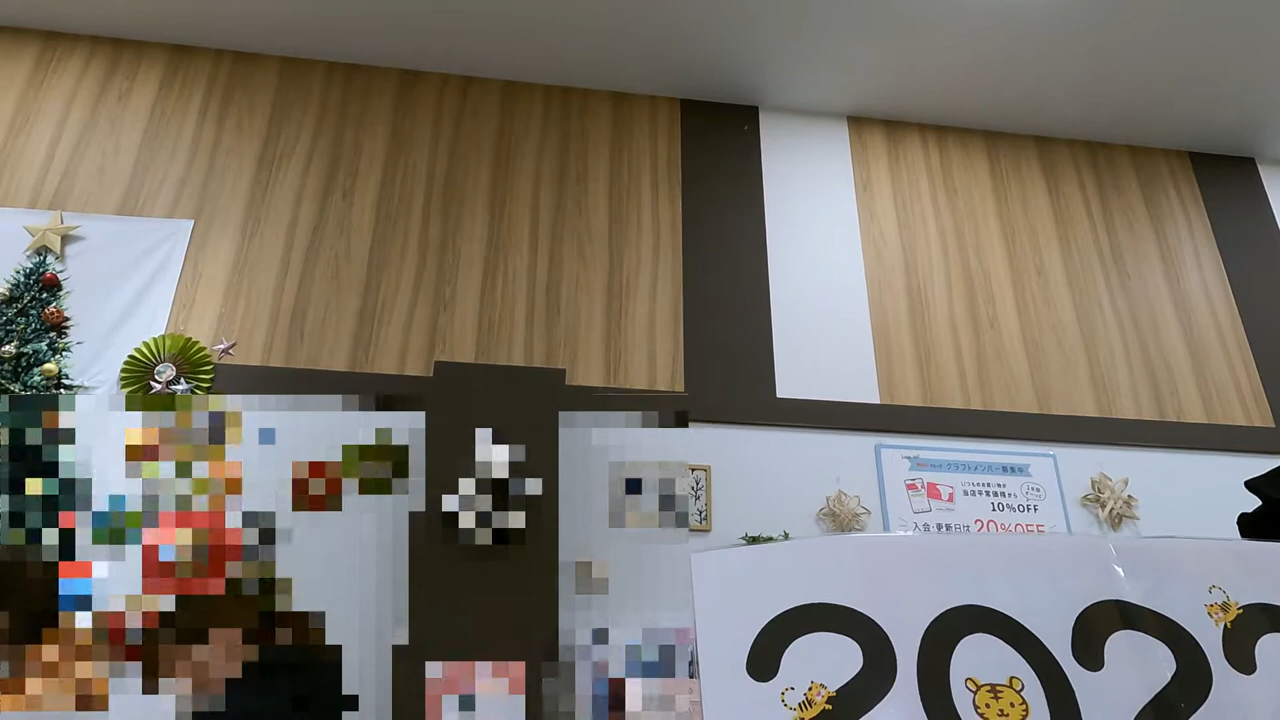 クラフトメンバー募集中
いつものお買い物が
当店平常価格から
10%OFF
入会・更新日は20%OFF
202